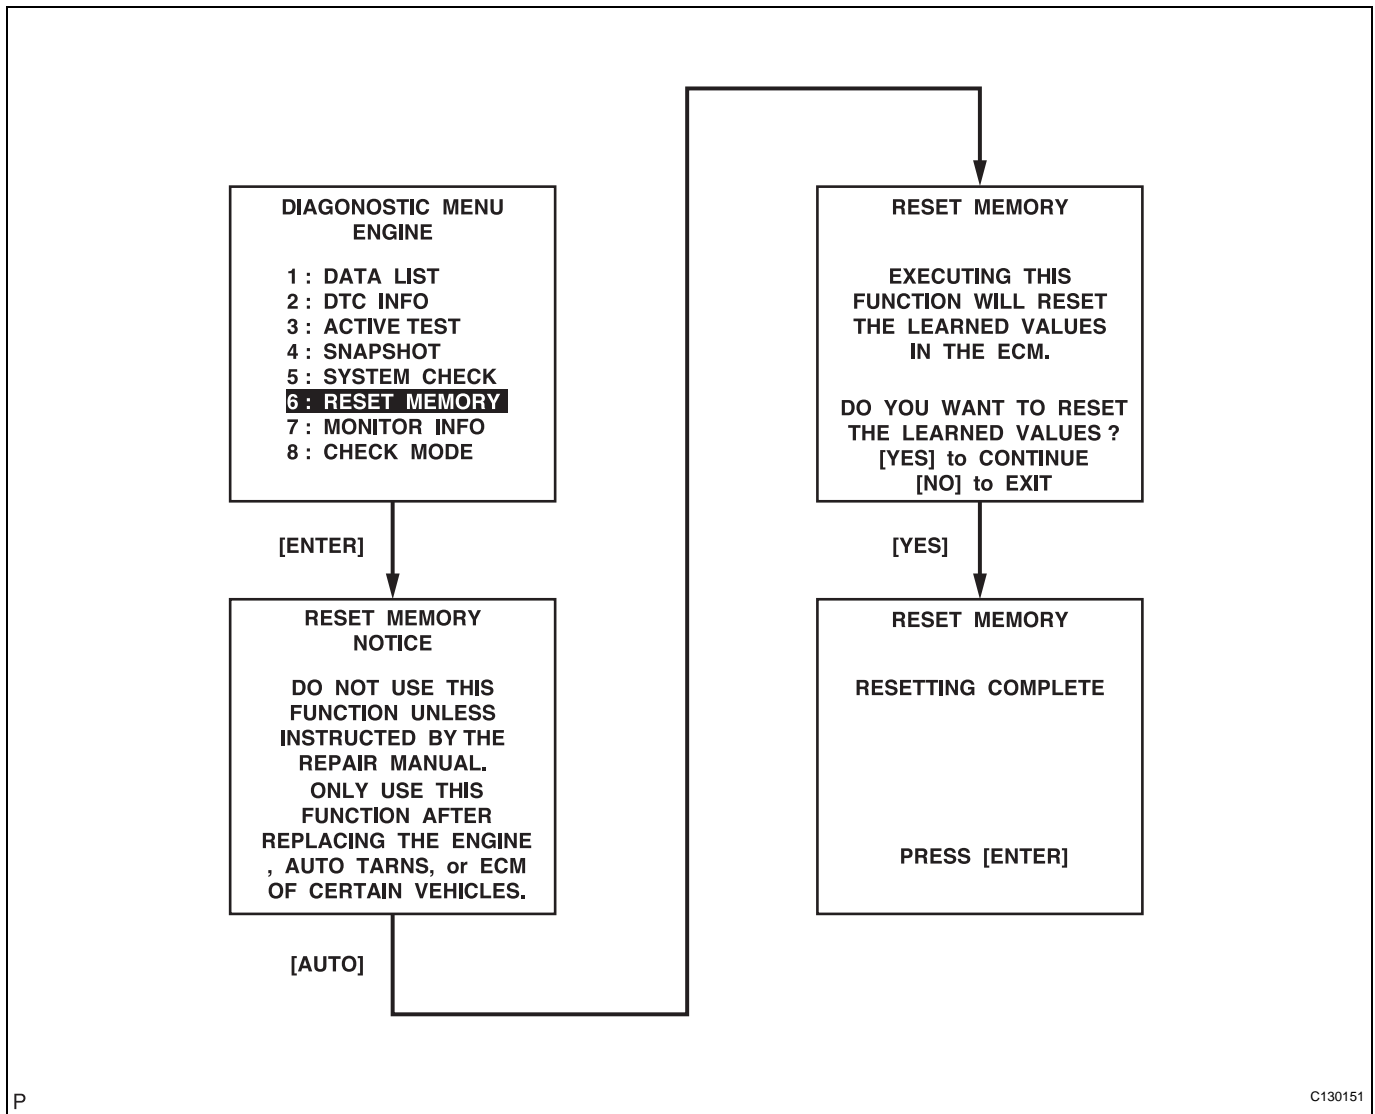 DIAGONOSTIC MENU
ENGINE
1 : DATA LIST
2 : DTC INFO
3 : ACTIVE TEST
4 : SNAPSHOT
5 : SYSTEM CHECK
6 : RESET MEMORY
7 : MONITOR INFO
8 : CHECK MODE
[ENTER]
RESET MEMORY
NOTICE
DO NOT USE THIS
FUNCTION UNLESS
INSTRUCTED BY THE
REPAIR MANUAL.
ONLY USE THIS
FUNCTION AFTER
REPLACING THE ENGINE
, AUTO TARNS, or ECM
OF CERTAIN VEHICLES.
[AUTO]
RESET MEMORY
EXECUTING THIS
FUNCTION WILL RESET
THE LEARNED VALUES
IN THE ECM.
DO YOU WANT TO RESET
THE LEARNED VALUES ?
[YES] to CONTINUE
[NO] to EXIT
[YES]
RESET MEMORY
RESETTING COMPLETE
PRESS [ENTER]
P
C130151